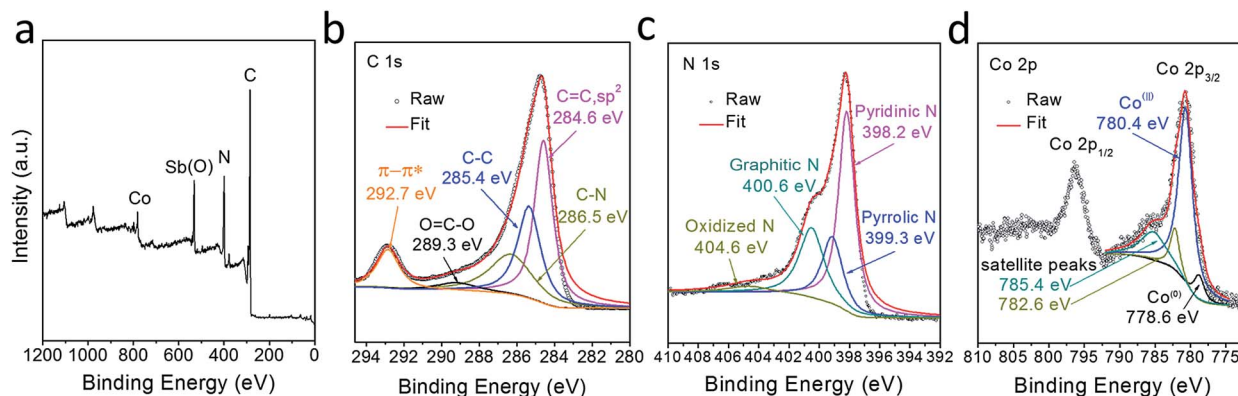 a
C
Sb(O)
N
Co
Intensity (a.u.)
1200 1000 800 600 400 200 0
Binding Energy (eV)
b
C 1s
Raw
Fit
C=C,sp²
284.6 eV
C-C
285.4 eV
π–π*
292.7 eV
C-N
286.5 eV
O=C-O
289.3 eV
294 292 290 288 286 284 282 280
Binding Energy (eV)
c
N 1s
Raw
Fit
Pyridinic N
398.2 eV
Graphitic N
400.6 eV
Oxidized N
404.6 eV
Pyrrolic N
399.3 eV
410 408 406 404 402 400 398 396 394 392
Binding Energy (eV)
d
Co 2p
Co 2p3/2
Raw
Fit
Co(II)
780.4 eV
Co 2p1/2
satellite peaks
785.4 eV
782.6 eV
Co(0)
778.6 eV
810 805 800 795 790 785 780 775
Binding Energy (eV)